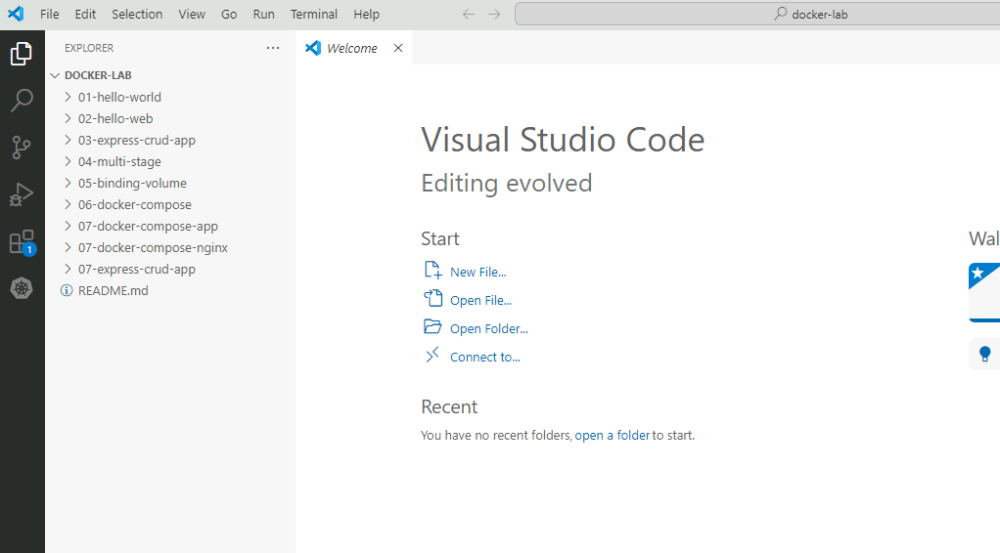 File Edit Selection View Go Run Terminal Help docker-lab
EXPLORER
Welcome
DOCKER-LAB
01-hello-world
02-hello-web
03-express-crud-app
04-multi-stage
05-binding-volume
06-docker-compose
07-docker-compose-app
07-docker-compose-nginx
07-express-crud-app
README.md
1
Visual Studio Code
Editing evolved
Start
New File...
Open File...
Open Folder...
Connect to...
Recent
You have no recent folders, open a folder to start.
Wal